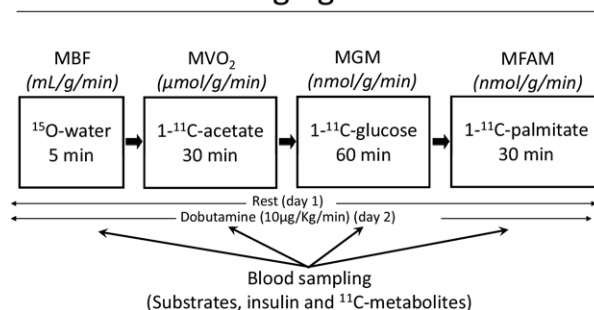 MBF
(mL/g/min)
MVO₂
(μmol/g/min)
MGM
(nmol/g/min)
MFAM
(nmol/g/min)
¹⁵O-water
5 min
1-¹¹C-acetate
30 min
1-¹¹C-glucose
60 min
1-¹¹C-palmitate
30 min
Rest (day 1)
Dobutamine (10μg/Kg/min) (day 2)
Blood sampling
(Substrates, insulin and ¹¹C-metabolites)